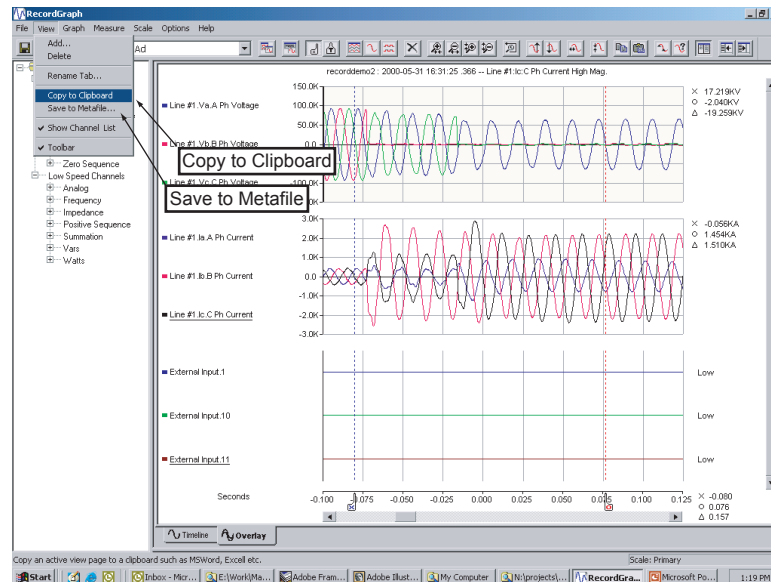 RecordGraph
File View Graph Measure Scale Options Help
Add...
Delete
Rename Tab...
Copy to Clipboard
Save to Metafile...
Show Channel List
Toolbar
Ad
Zero Sequence
Low Speed Channels
Analog
Frequency
Impedance
Positive Sequence
Summation
Vars
Watts
Copy to Clipboard
Save to Metafile
recorddemo2 : 2000-05-31 16:31:25 .366 -- Line #1:Ic:C Ph Current High Mag.
150.0K
100.0K
50.0K
0.0
-100.0K
Line #1.Va.A Ph Voltage
Line #1.Vb.B Ph Voltage
Line #1.Vc.C Ph Voltage
X 17.219KV
O -2.040KV
Δ -19.259KV
3.0K
2.0K
1.0K
0.0
-1.0K
-2.0K
-3.0K
Line #1.Ia.A Ph Current
Line #1.Ib.B Ph Current
Line #1.Ic.C Ph Current
X -0.056KA
O 1.454KA
Δ 1.510KA
External Input.1 Low
External Input.10 Low
External Input.11 Low
Seconds
-0.100 -0.075 -0.050 -0.025 0.000 0.025 0.050 0.075 0.100 0.125
X -0.080
O 0.076
Δ 0.157
Timeline Overlay
Copy an active view page to a clipboard such as MSWord, Excell etc. Scale: Primary
Start Inbox - Micr... E:\Work\Ma... Adobe Fram... Adobe Illust... My Computer N:\projects\... RecordGra... Microsoft Po... 1:19 PM